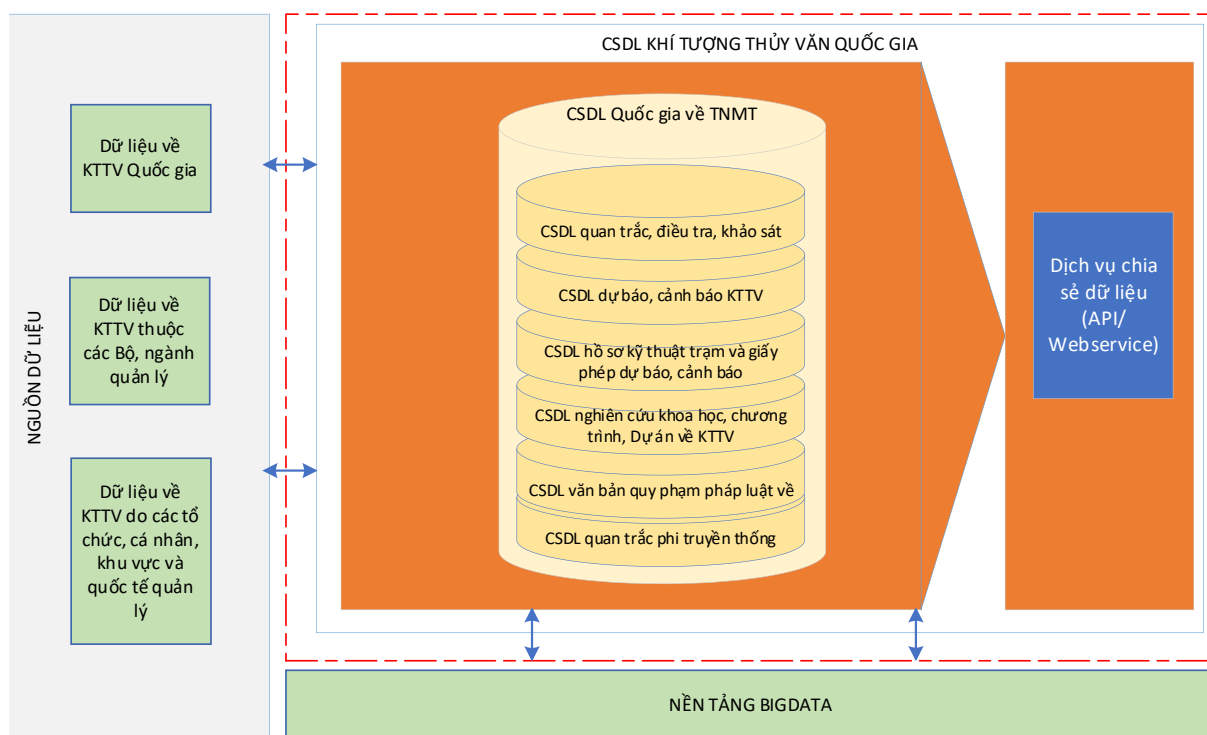 NGUỒN DỮ LIỆU
Dữ liệu về
KTTV Quốc gia
Dữ liệu về
KTTV thuộc
các Bộ, ngành
quản lý
Dữ liệu về
KTTV do các tổ
chức, cá nhân,
khu vực và
quốc tế quản
lý
CSDL KHÍ TƯỢNG THỦY VĂN QUỐC GIA
CSDL Quốc gia về TNMT
CSDL quan trắc, điều tra, khảo sát
CSDL dự báo, cảnh báo KTTV
CSDL hồ sơ kỹ thuật trạm và giấy
phép dự báo, cảnh báo
CSDL nghiên cứu khoa học, chương
trình, Dự án về KTTV
CSDL văn bản quy phạm pháp luật về
CSDL quan trắc phi truyền thống
Dịch vụ chia
sẻ dữ liệu
(API/
Webservice)
NỀN TẢNG BIGDATA